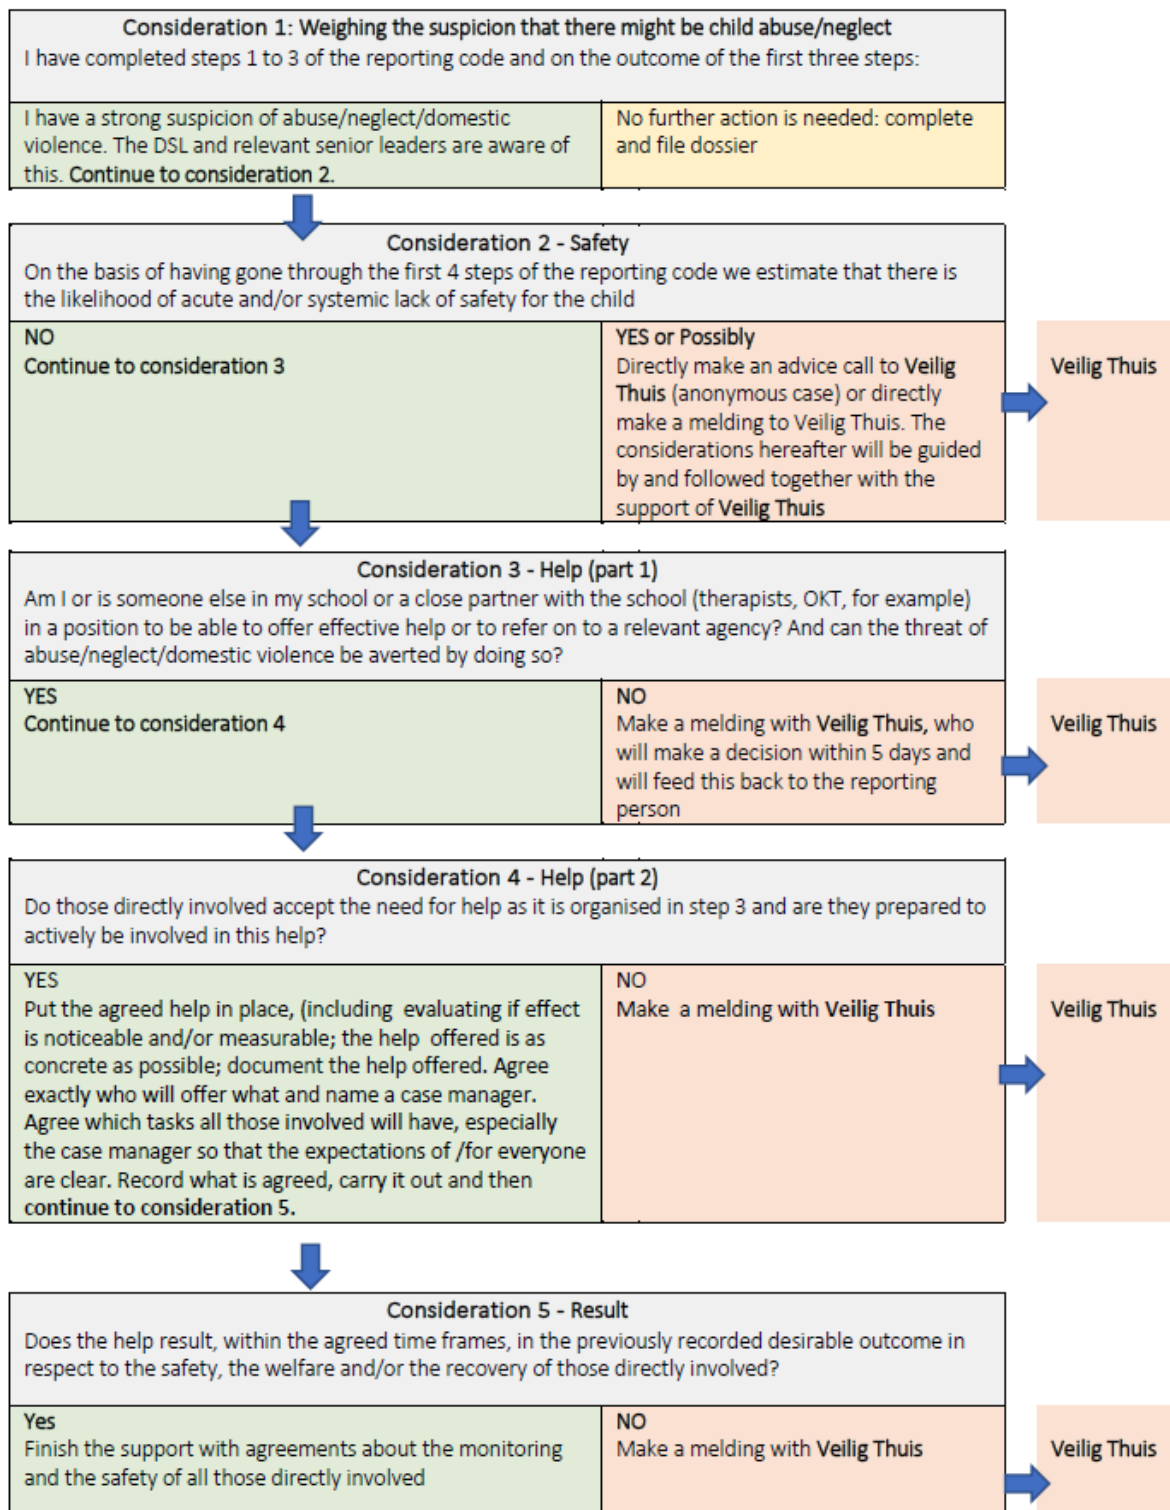 Consideration 1: Weighing the suspicion that there might be child abuse/neglect
I have completed steps 1 to 3 of the reporting code and on the outcome of the first three steps:
I have a strong suspicion of abuse/neglect/domestic
violence. The DSL and relevant senior leaders are aware of
this. Continue to consideration 2.
No further action is needed: complete
and file dossier
Consideration 2 - Safety
On the basis of having gone through the first 4 steps of the reporting code we estimate that there is
the likelihood of acute and/or systemic lack of safety for the child
NO
Continue to consideration 3
YES or Possibly
Directly make an advice call to Veilig
Thuis (anonymous case) or directly
make a melding to Veilig Thuis. The
considerations hereafter will be guided
by and followed together with the
support of Veilig Thuis
Veilig Thuis
Consideration 3 - Help (part 1)
Am I or is someone else in my school or a close partner with the school (therapists, OKT, for example)
in a position to be able to offer effective help or to refer on to a relevant agency? And can the threat of
abuse/neglect/domestic violence be averted by doing so?
YES
Continue to consideration 4
NO
Make a melding with Veilig Thuis, who
will make a decision within 5 days and
will feed this back to the reporting
person
Veilig Thuis
Consideration 4 - Help (part 2)
Do those directly involved accept the need for help as it is organised in step 3 and are they prepared to
actively be involved in this help?
YES
Put the agreed help in place, (including evaluating if effect
is noticeable and/or measurable; the help offered is as
concrete as possible; document the help offered. Agree
exactly who will offer what and name a case manager.
Agree which tasks all those involved will have, especially
the case manager so that the expectations of /for everyone
are clear. Record what is agreed, carry it out and then
continue to consideration 5.
NO
Make a melding with Veilig Thuis
Veilig Thuis
Consideration 5 - Result
Does the help result, within the agreed time frames, in the previously recorded desirable outcome in
respect to the safety, the welfare and/or the recovery of those directly involved?
Yes
Finish the support with agreements about the monitoring
and the safety of all those directly involved
NO
Make a melding with Veilig Thuis
Veilig Thuis